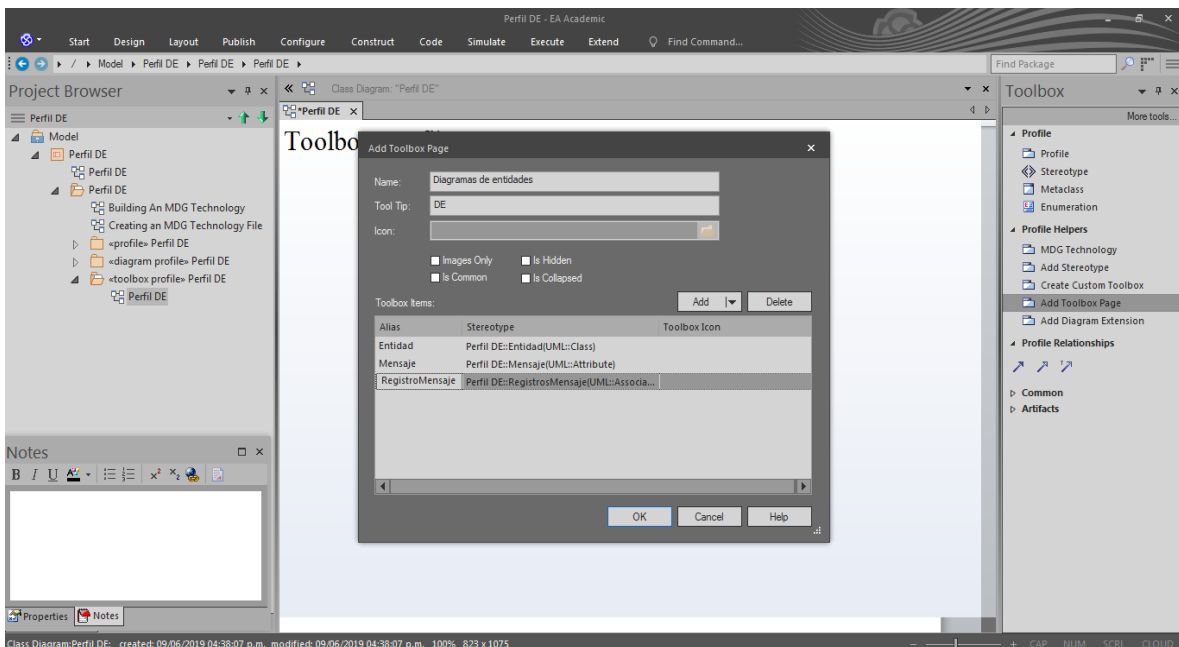 Perfil DE - EA Academic
Start Design Layout Publish Configure Construct Code Simulate Execute Extend Find Command...
/ Model Perfil DE Perfil DE Perfil DE
Find Package
Project Browser
Perfil DE
Model
Perfil DE
Perfil DE
Perfil DE
Building An MDG Technology
Creating an MDG Technology File
«profile» Perfil DE
«diagram profile» Perfil DE
«toolbox profile» Perfil DE
Perfil DE
Notes
B I U
Properties Notes
Class Diagram: "Perfil DE"
*Perfil DE
Toolbo
Add Toolbox Page
Name: Diagramas de entidades
Tool Tip: DE
Icon:
Images Only Is Hidden
Is Common Is Collapsed
Toolbox Items: Add Delete
Alias Stereotype Toolbox Icon
Entidad Perfil DE::Entidad(UML::Class)
Mensaje Perfil DE::Mensaje(UML::Attribute)
RegistroMensaje Perfil DE::RegistrosMensaje(UML::Associa...
OK Cancel Help
Toolbox
More tools...
Profile
Profile
Stereotype
Metaclass
Enumeration
Profile Helpers
MDG Technology
Add Stereotype
Create Custom Toolbox
Add Toolbox Page
Add Diagram Extension
Profile Relationships
Common
Artifacts
Class Diagram:Perfil DE: created: 09/06/2019 04:38:07 p.m. modified: 09/06/2019 04:38:07 p.m. 100% 823 x 1075
CAP NUM SCRL CLOUD